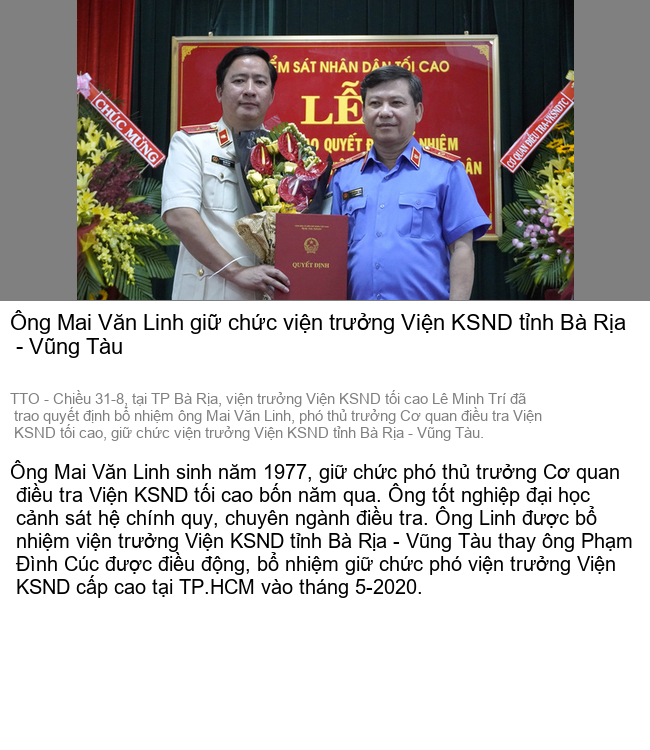 KIỂM SÁT NHÂN DÂN TỐI CAO
LỄ
CHÚC MỪNG
CƠ QUAN ĐIỀU TRA-VKSNDTC
QUYẾT ĐỊNH
QUYẾT ĐỊNH
Ông Mai Văn Linh giữ chức viện trưởng Viện KSND tỉnh Bà Rịa
- Vũng Tàu
TTO - Chiều 31-8, tại TP Bà Rịa, viện trưởng Viện KSND tối cao Lê Minh Trí đã
trao quyết định bổ nhiệm ông Mai Văn Linh, phó thủ trưởng Cơ quan điều tra Viện
KSND tối cao, giữ chức viện trưởng Viện KSND tỉnh Bà Rịa - Vũng Tàu.
Ông Mai Văn Linh sinh năm 1977, giữ chức phó thủ trưởng Cơ quan
điều tra Viện KSND tối cao bốn năm qua. Ông tốt nghiệp đại học
cảnh sát hệ chính quy, chuyên ngành điều tra. Ông Linh được bổ
nhiệm viện trưởng Viện KSND tỉnh Bà Rịa - Vũng Tàu thay ông Phạm
Đình Cúc được điều động, bổ nhiệm giữ chức phó viện trưởng Viện
KSND cấp cao tại TP.HCM vào tháng 5-2020.